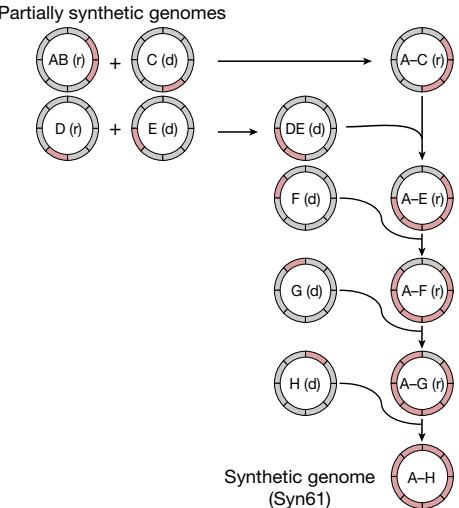 Partially synthetic genomes
AB (r) + C (d) A–C (r)
D (r) + E (d) DE (d)
F (d) A–E (r)
G (d) A–F (r)
H (d) A–G (r)
Synthetic genome A–H
(Syn61)